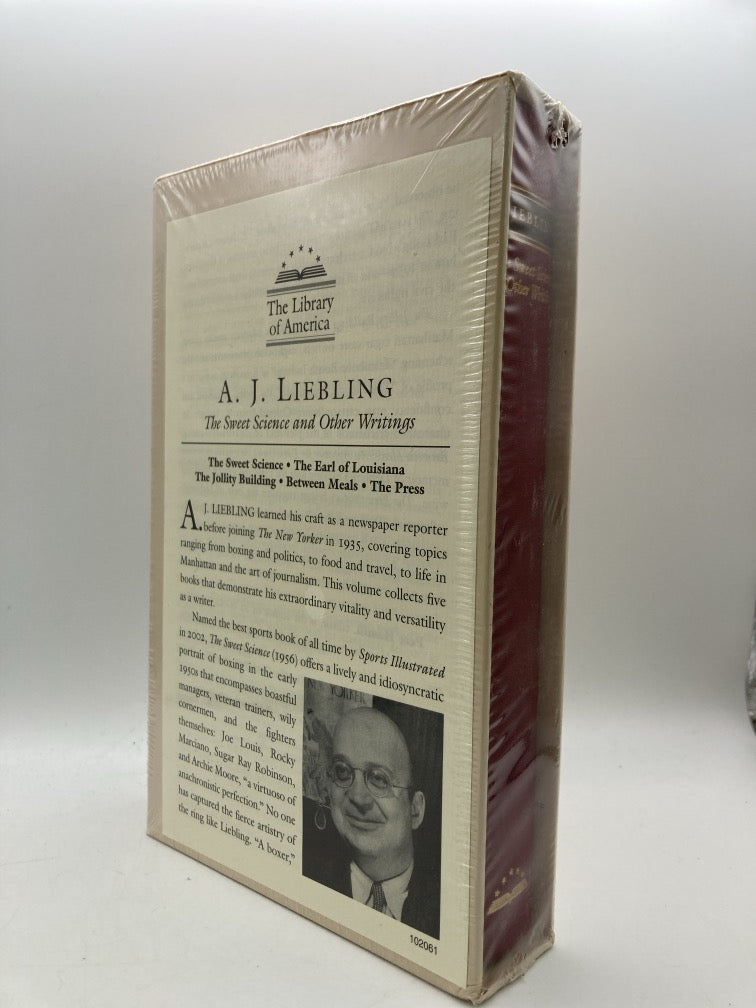 The Library
of America
A. J. LIEBLING
The Sweet Science and Other Writings
The Sweet Science • The Earl of Louisiana
The Jollity Building • Between Meals • The Press
A. J. LIEBLING learned his craft as a newspaper reporter
before joining The New Yorker in 1935, covering topics
ranging from boxing and politics, to food and travel, to life in
Manhattan and the art of journalism. This volume collects five
books that demonstrate his extraordinary vitality and versatility
as a writer.
Named the best sports book of all time by Sports Illustrated
in 2002, The Sweet Science (1956) offers a lively and idiosyncratic
portrait of boxing in the early
1950s that encompasses boastful
managers, veteran trainers, wily
cornermen, and the fighters
themselves: Joe Louis, Rocky
Marciano, Sugar Ray Robinson,
and Archie Moore, "a virtuoso of
anachronistic perfection." No one
has captured the fierce artistry of
the ring like Liebling. "A boxer,"
102061
Other